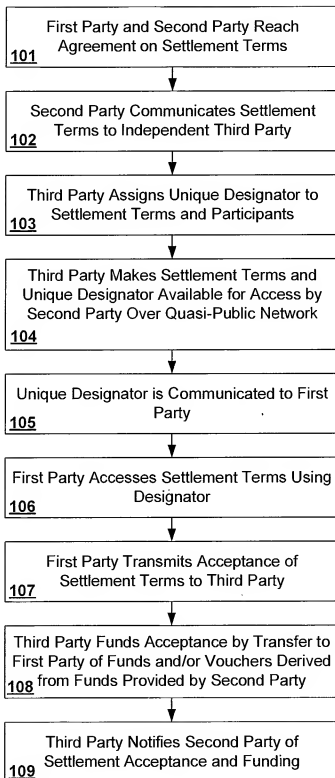 First Party and Second Party Reach
Agreement on Settlement Terms
101
Second Party Communicates Settlement
Terms to Independent Third Party
102
Third Party Assigns Unique Designator to
Settlement Terms and Participants
103
Third Party Makes Settlement Terms and
Unique Designator Available for Access by
Second Party Over Quasi-Public Network
104
Unique Designator is Communicated to First
Party
105
First Party Accesses Settlement Terms Using
Designator
106
First Party Transmits Acceptance of
Settlement Terms to Third Party
107
Third Party Funds Acceptance by Transfer to
First Party of Funds and/or Vouchers Derived
108 from Funds Provided by Second Party
Third Party Notifies Second Party of
Settlement Acceptance and Funding
109